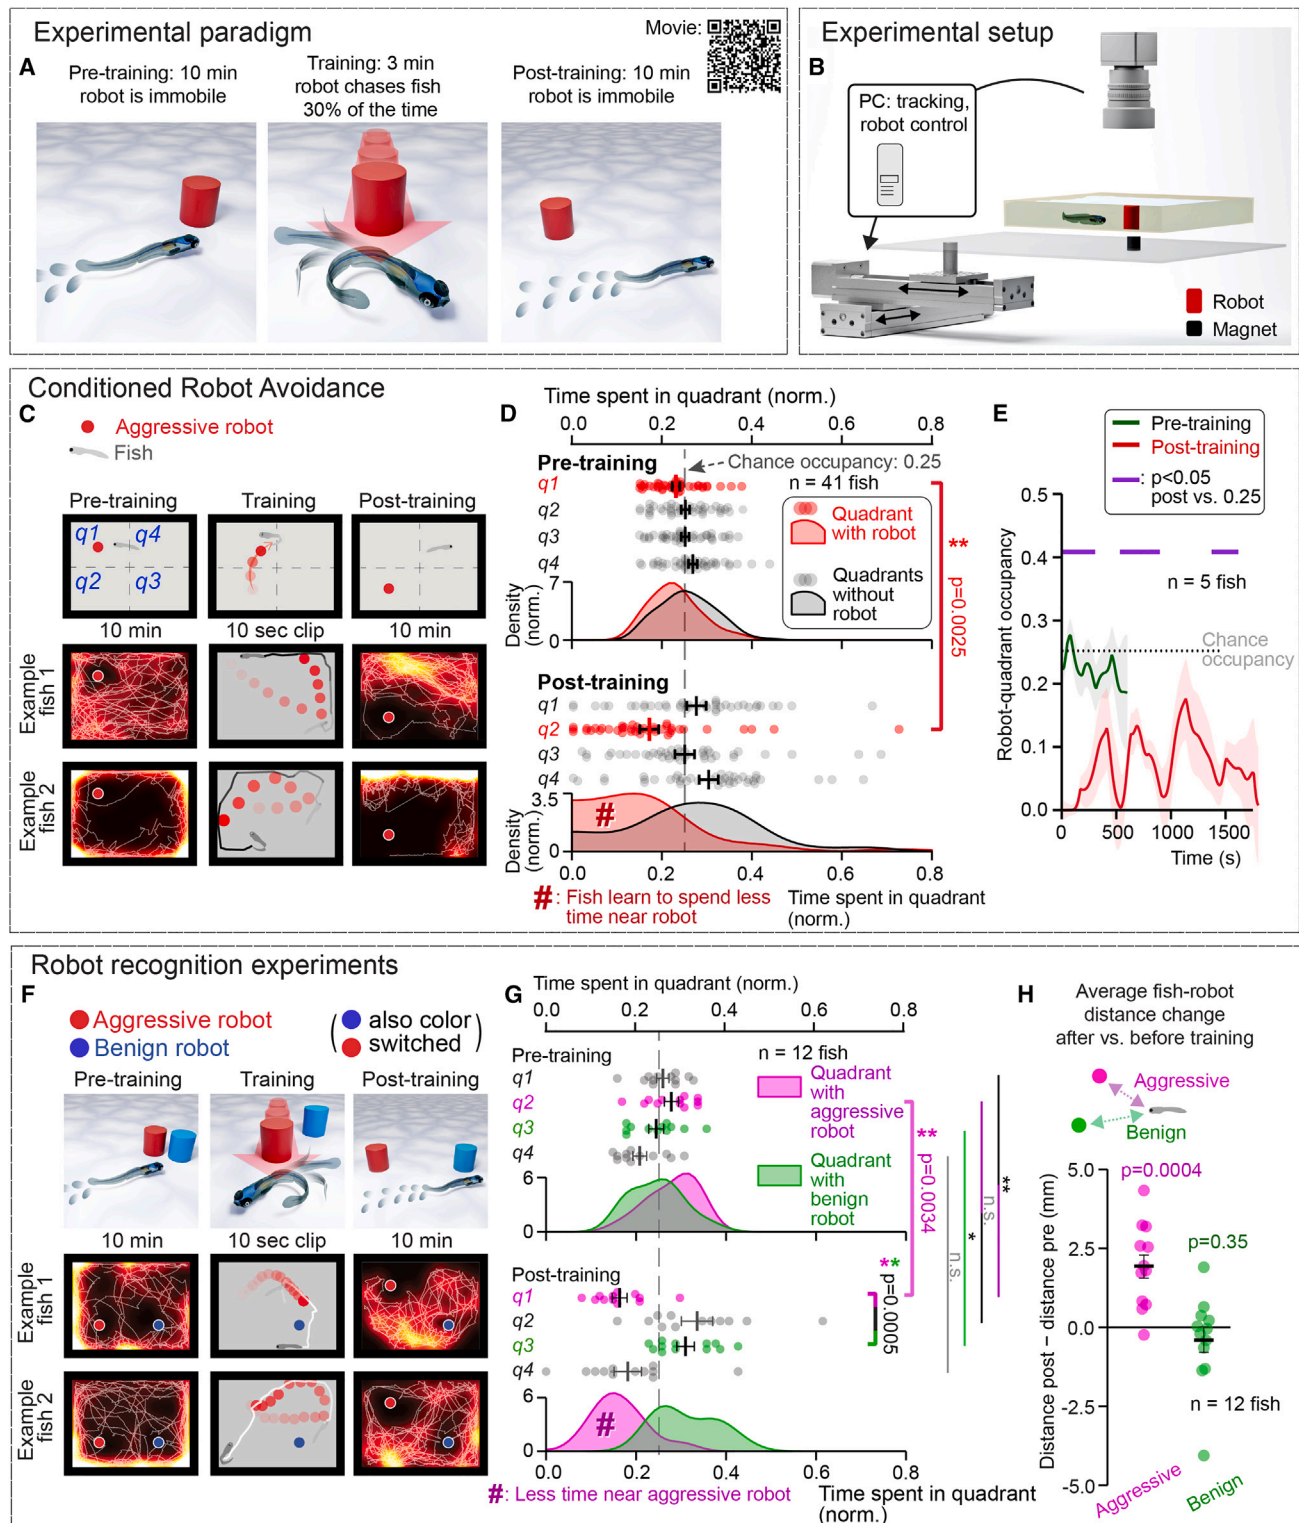 Experimental paradigm
Movie:
A
Pre-training: 10 min
robot is immobile
Training: 3 min
robot chases fish
30% of the time
Post-training: 10 min
robot is immobile
Experimental setup
B
PC: tracking,
robot control
Robot
Magnet
Conditioned Robot Avoidance
C
Aggressive robot
Fish
Pre-training
Training
Post-training
q1
q4
q2
q3
10 min
10 sec clip
10 min
Example
fish 1
Example
fish 2
D
Time spent in quadrant (norm.)
0.0
0.2
0.4
0.6
0.8
Pre-training
Chance occupancy: 0.25
n = 41 fish
q1
q2
q3
q4
Quadrant
with robot
Quadrants
without
robot
7
0
Density
(norm.)
**
p=0.0025
Post-training
q1
q2
q3
q4
3.5
0
Density
(norm.)
#
0.0
0.2
0.4
0.6
0.8
#: Fish learn to spend less
time near robot
Time spent in quadrant
(norm.)
E
Pre-training
Post-training
: p<0.05
post vs. 0.25
Robot-quadrant occupancy
0.5
0.4
0.3
0.2
0.1
0.0
n = 5 fish
Chance
occupancy
0
500
1000
1500
Time (s)
Robot recognition experiments
F
Aggressive robot
Benign robot
( also color
switched )
Pre-training
Training
Post-training
10 min
10 sec clip
10 min
Example
fish 1
Example
fish 2
G
Time spent in quadrant (norm.)
0.0
0.2
0.4
0.6
0.8
Pre-training
n = 12 fish
q1
q2
q3
q4
Quadrant
with
aggressive
robot
Quadrant
with
benign
robot
6
0
**
p=0.0034
n.s.
*
n.s.
**
Post-training
q1
q2
q3
q4
**
p=0.0005
6
0
#
0.0
0.2
0.4
0.6
0.8
#: Less time near aggressive robot
Time spent in quadrant
(norm.)
H
Average fish-robot
distance change
after vs. before training
Aggressive
Benign
Distance post − distance pre (mm)
5.0
2.5
0.0
-2.5
-5.0
p=0.0004
p=0.35
n = 12 fish
Aggressive
Benign